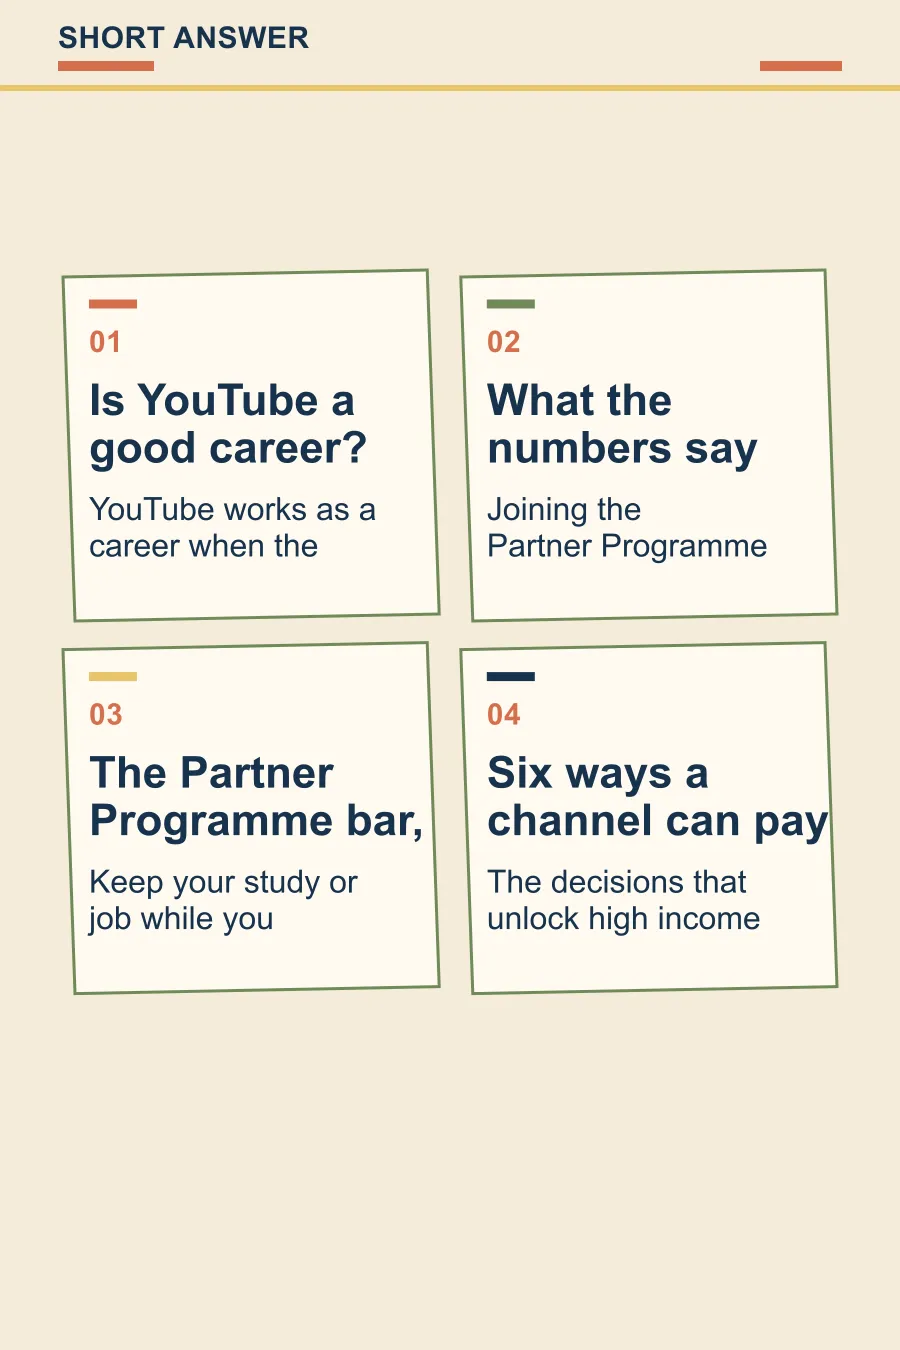 SHORT ANSWER
01
Is YouTube a
good career?
YouTube works as a
career when the
02
What the
numbers say
Joining the
Partner Programme
03
The Partner
Programme bar,
Keep your study or
job while you
04
Six ways a
channel can pay
The decisions that
unlock high income